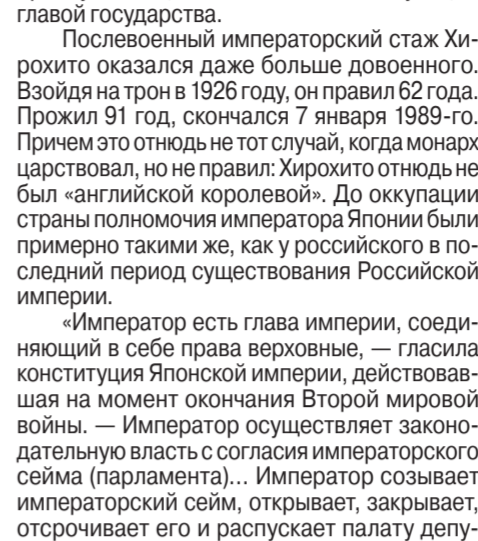 главой государства.
Послевоенный императорский стаж Хи-
рохито оказался даже больше довоенного.
Взойдя на трон в 1926 году, он правил 62 года.
Прожил 91 год, скончался 7 января 1989-го.
Причем это отнюдь не тот случай, когда монарх
царствовал, но не правил: Хирохито отнюдь не
был «английской королевой». До оккупации
страны полномочия императора Японии были
примерно такими же, как у российского в по-
следний период существования Российской
империи.
«Император есть глава империи, соеди-
няющий в себе права верховные, — гласила
конституция Японской империи, действовав-
шая на момент окончания Второй мировой
войны. — Император осуществляет законо-
дательную власть с согласия императорского
сейма (парламента)... Император созывает
императорский сейм, открывает, закрывает,
отсрочивает его и распускает палату депу-